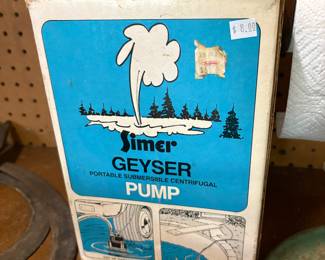 $8.00
Simer
GEYSER
PORTABLE SUBMERSIBLE CENTRIFUGAL
PUMP